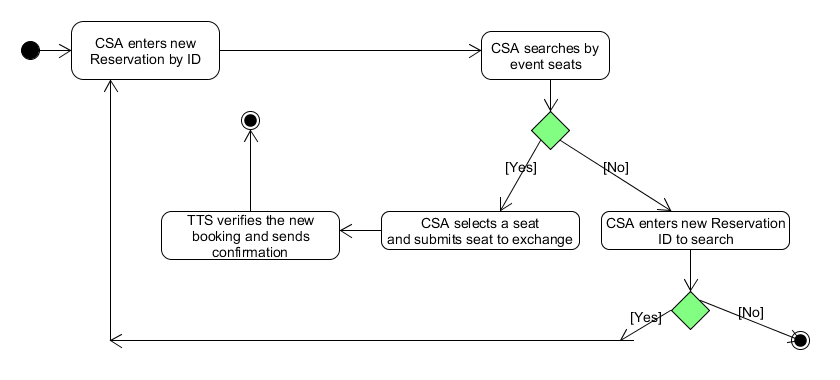 CSA enters new
Reservation by ID
CSA searches by
event seats
[Yes]
[No]
TTS verifies the new
booking and sends
confirmation
CSA selects a seat
and submits seat to exchange
CSA enters new Reservation
ID to search
[Yes]
[No]